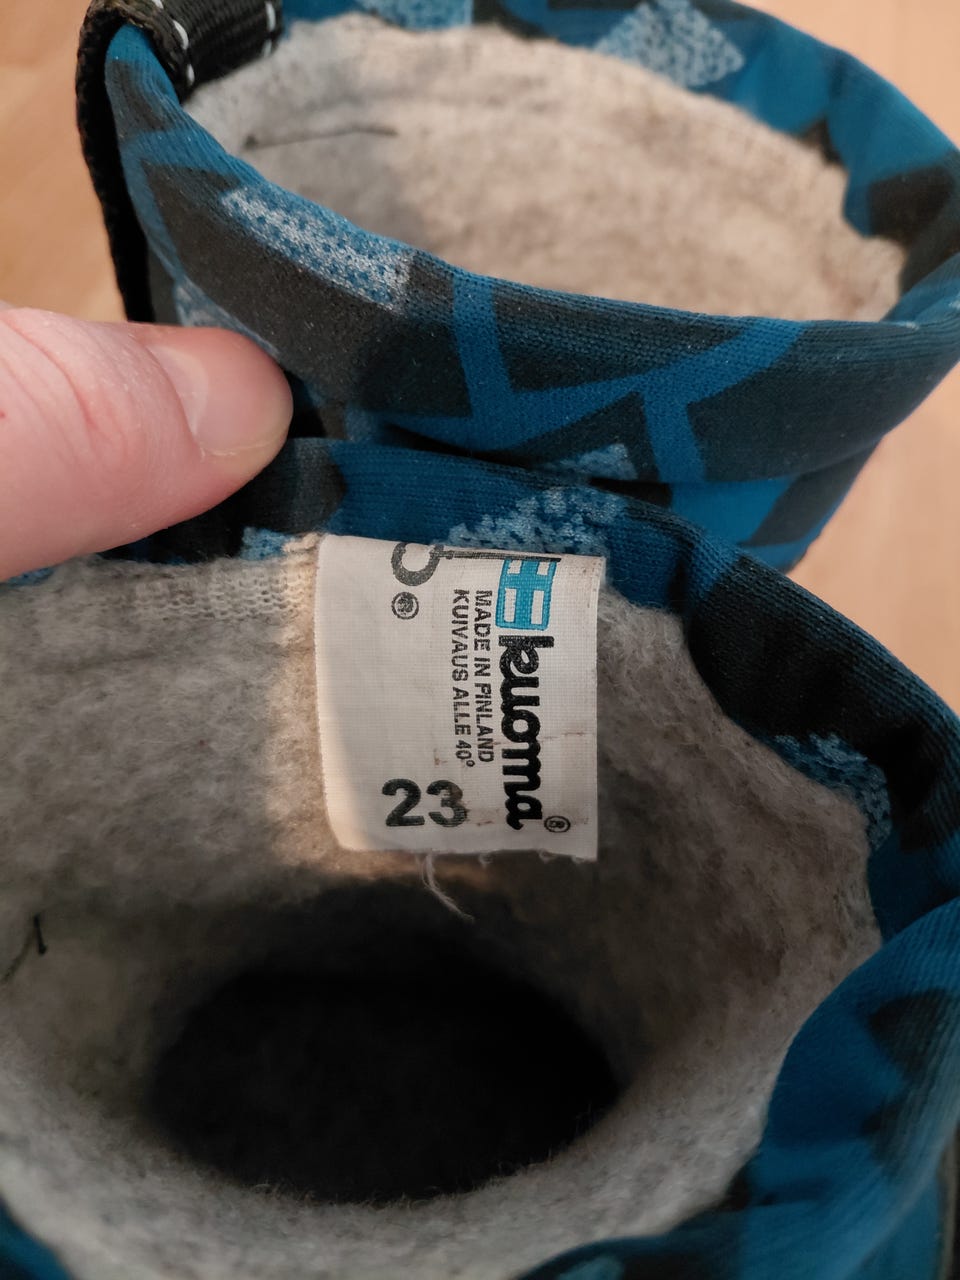 kuoma®
MADE IN FINLAND
KUIVAUS ALLE 40°
®
23